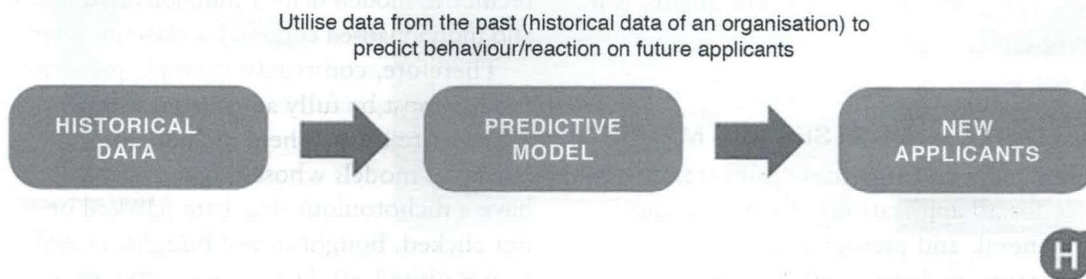 Utilise data from the past (historical data of an organisation) to
predict behaviour/reaction on future applicants
HISTORICAL
DATA
PREDICTIVE
MODEL
NEW
APPLICANTS
H